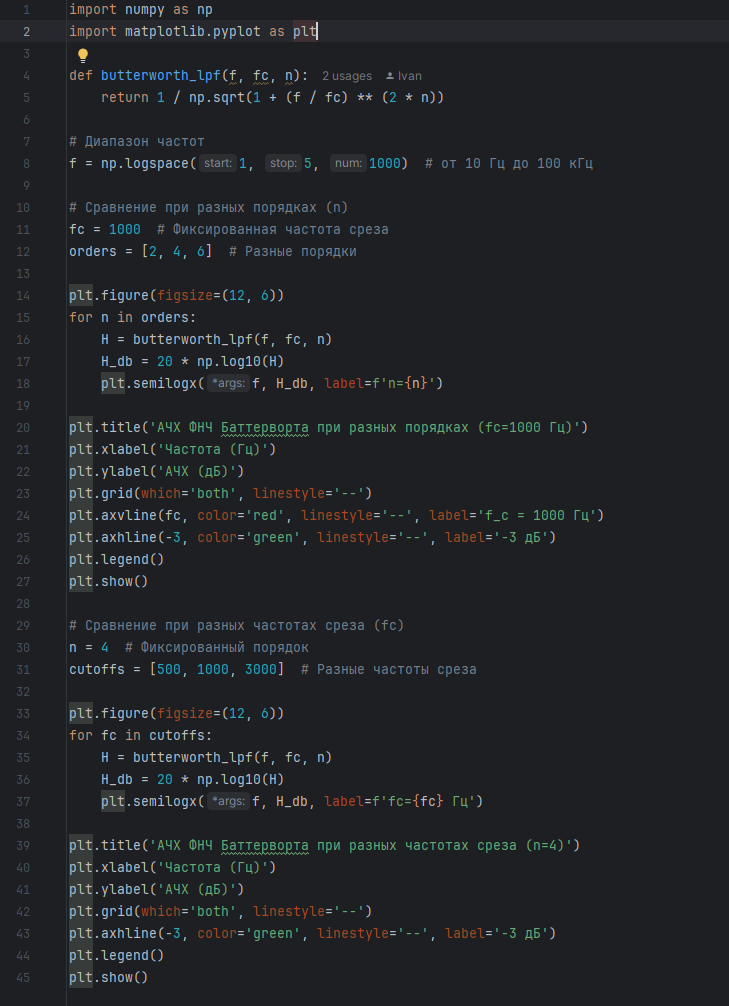 1 import numpy as np
2 import matplotlib.pyplot as plt
3
4 def butterworth_lpf(f, fc, n): 2 usages Ivan
5 return 1 / np.sqrt(1 + (f / fc) ** (2 * n))
6
7 # Диапазон частот
8 f = np.logspace( start: 1, stop: 5, num: 1000) # от 10 Гц до 100 кГц
9
10 # Сравнение при разных порядках (n)
11 fc = 1000 # Фиксированная частота среза
12 orders = [2, 4, 6] # Разные порядки
13
14 plt.figure(figsize=(12, 6))
15 for n in orders:
16 H = butterworth_lpf(f, fc, n)
17 H_db = 20 * np.log10(H)
18 plt.semilogx( *args: f, H_db, label=f'n={n}')
19
20 plt.title('АЧХ ФНЧ Баттерворта при разных порядках (fc=1000 Гц)')
21 plt.xlabel('Частота (Гц)')
22 plt.ylabel('АЧХ (дБ)')
23 plt.grid(which='both', linestyle='--')
24 plt.axvline(fc, color='red', linestyle='--', label='f_c = 1000 Гц')
25 plt.axhline(-3, color='green', linestyle='--', label='-3 дБ')
26 plt.legend()
27 plt.show()
28
29 # Сравнение при разных частотах среза (fc)
30 n = 4 # Фиксированный порядок
31 cutoffs = [500, 1000, 3000] # Разные частоты среза
32
33 plt.figure(figsize=(12, 6))
34 for fc in cutoffs:
35 H = butterworth_lpf(f, fc, n)
36 H_db = 20 * np.log10(H)
37 plt.semilogx( *args: f, H_db, label=f'fc={fc} Гц')
38
39 plt.title('АЧХ ФНЧ Баттерворта при разных частотах среза (n=4)')
40 plt.xlabel('Частота (Гц)')
41 plt.ylabel('АЧХ (дБ)')
42 plt.grid(which='both', linestyle='--')
43 plt.axhline(-3, color='green', linestyle='--', label='-3 дБ')
44 plt.legend()
45 plt.show()